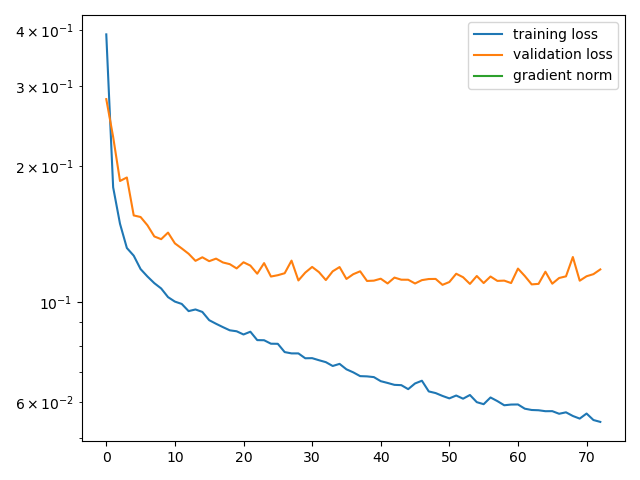 training loss
validation loss
gradient norm
4 × 10⁻¹
3 × 10⁻¹
2 × 10⁻¹
10⁻¹
6 × 10⁻²
0 10 20 30 40 50 60 70